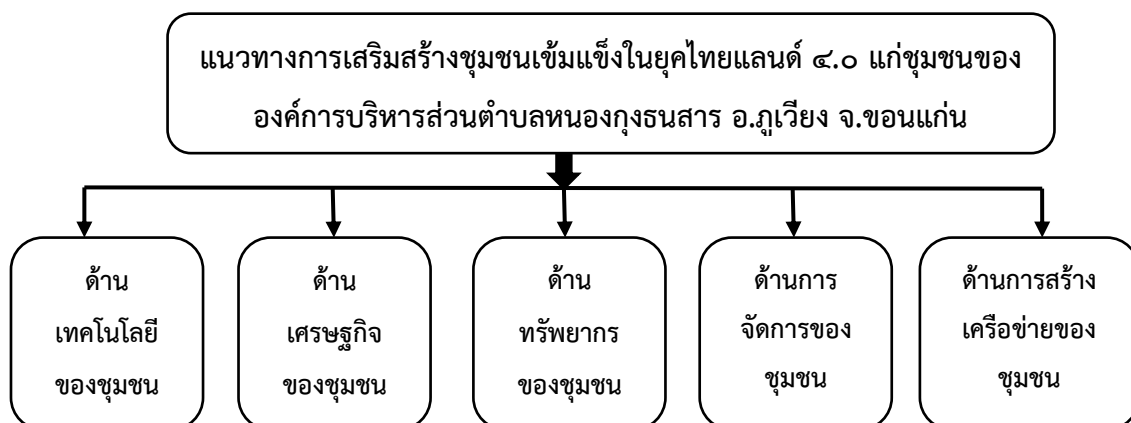 แนวทางการเสริมสร้างชุมชนเข้มแข็งในยุคไทยแลนด์ ๔.๐ แก่ชุมชนของ
องค์การบริหารส่วนตำบลหนองกุงธนสาร อ.ภูเวียง จ.ขอนแก่น
ด้าน
เทคโนโลยี
ของชุมชน
ด้าน
เศรษฐกิจ
ของชุมชน
ด้าน
ทรัพยากร
ของชุมชน
ด้านการ
จัดการของ
ชุมชน
ด้านการสร้าง
เครือข่ายของ
ชุมชน